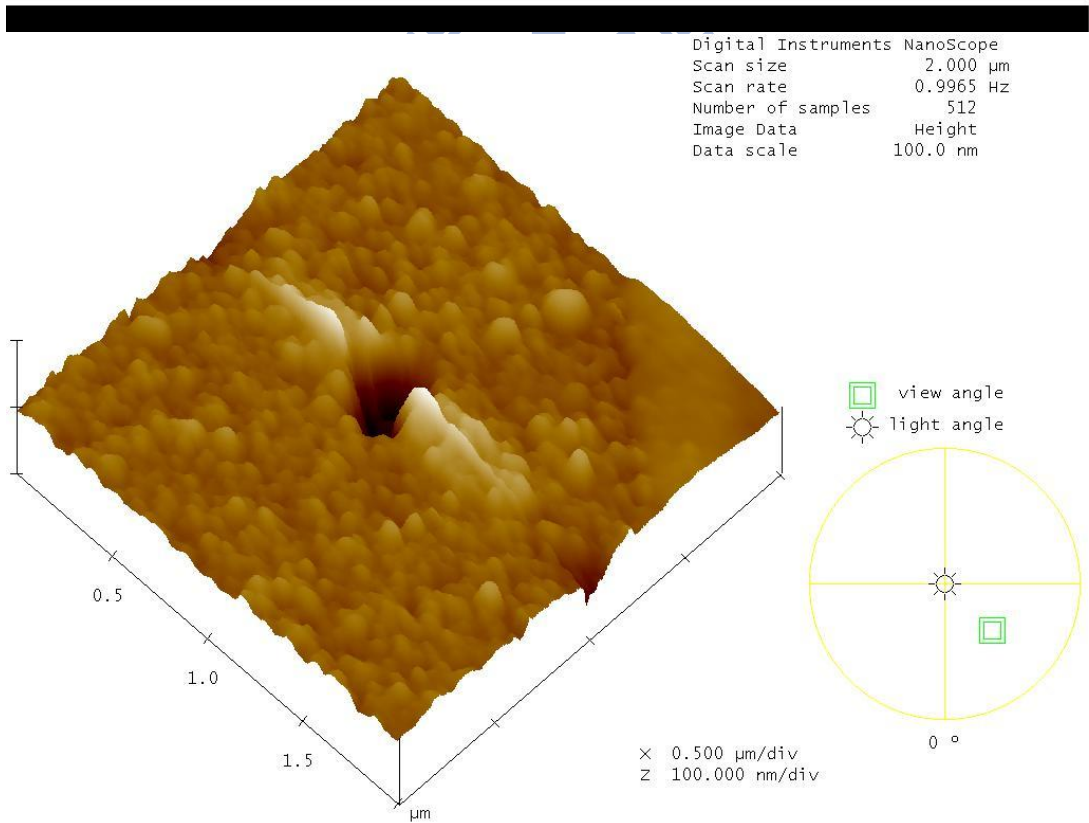 Digital Instruments NanoScope
Scan size 2.000 µm
Scan rate 0.9965 Hz
Number of samples 512
Image Data Height
Data scale 100.0 nm
view angle
light angle
0.5
1.0
1.5
µm
X 0.500 µm/div
Z 100.000 nm/div
0 °